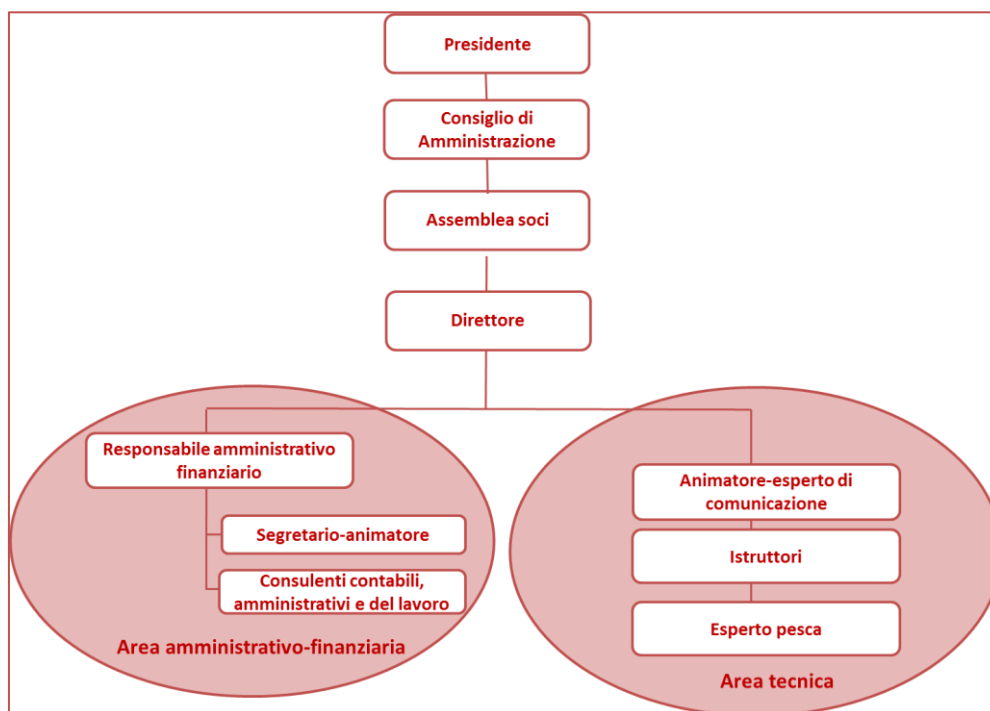 Presidente
Consiglio di
Amministrazione
Assemblea soci
Direttore
Responsabile amministrativo
finanziario
Segretario-animatore
Consulenti contabili,
amministrativi e del lavoro
Area amministrativo-finanziaria
Animatore-esperto di
comunicazione
Istruttori
Esperto pesca
Area tecnica